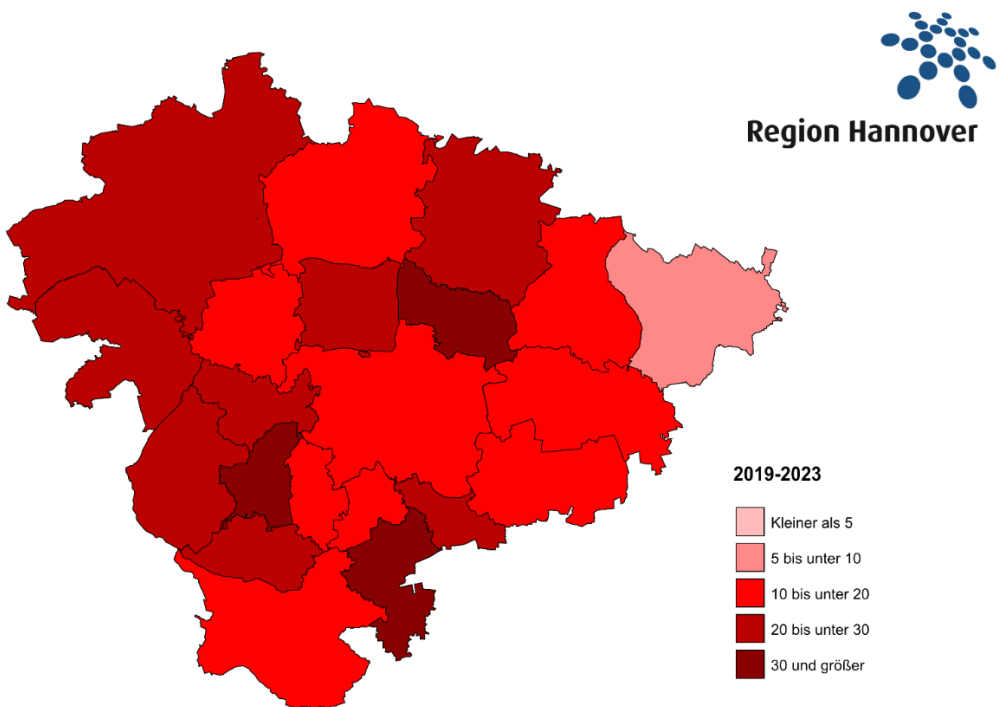 Region Hannover
2019-2023
Kleiner als 5
5 bis unter 10
10 bis unter 20
20 bis unter 30
30 und größer